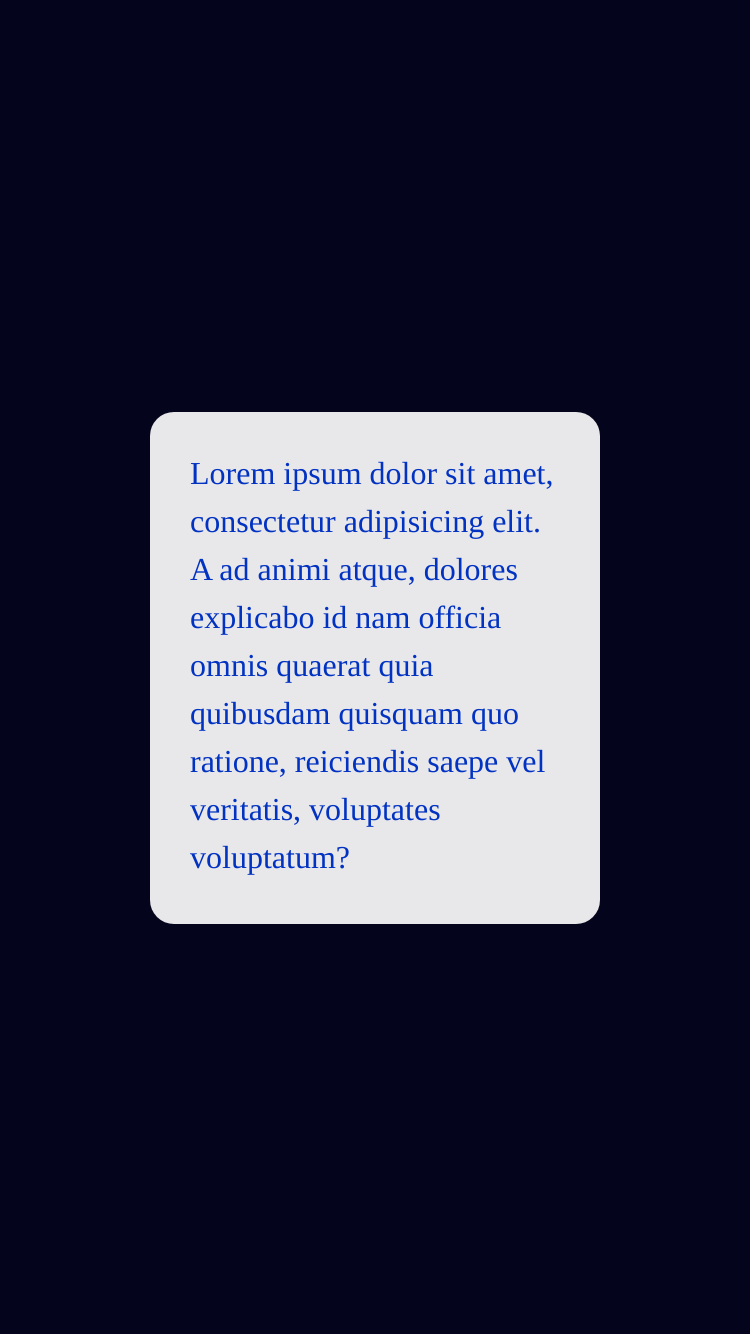 Lorem ipsum dolor sit amet,
consectetur adipisicing elit.
A ad animi atque, dolores
explicabo id nam officia
omnis quaerat quia
quibusdam quisquam quo
ratione, reiciendis saepe vel
veritatis, voluptates
voluptatum?